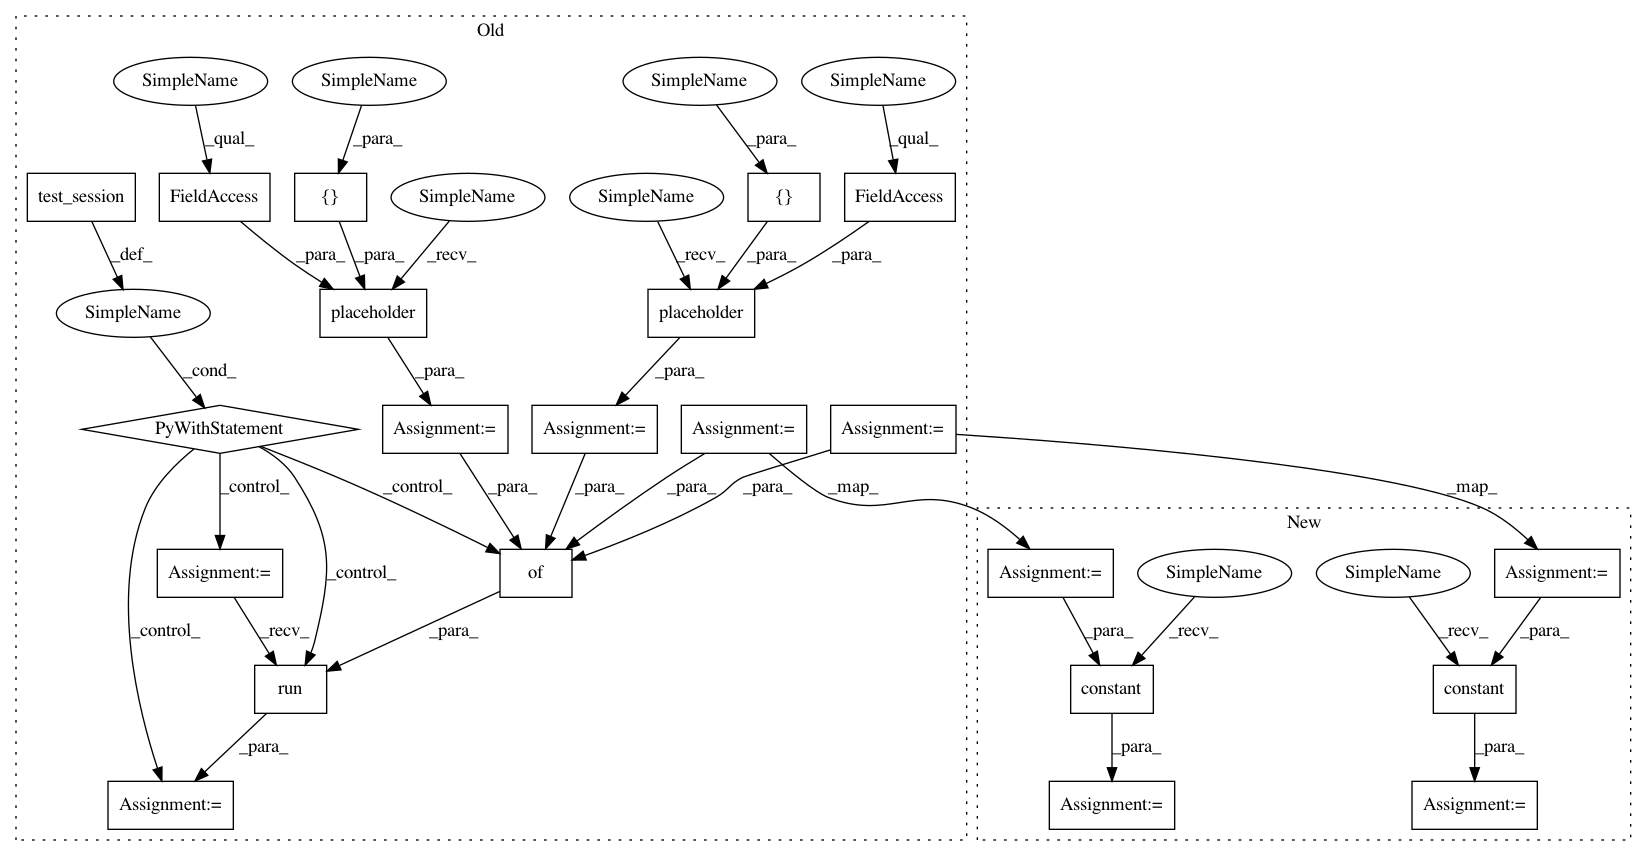 Old
SimpleName
SimpleName
SimpleName
SimpleName
_qual_
_para_
_para_
_qual_
test_session
FieldAccess
{}
SimpleName
SimpleName
{}
FieldAccess
_def_
_para_
_para_
_recv_
_recv_
_para_
_para_
SimpleName
placeholder
placeholder
_cond_
_para_
_para_
PyWithStatement
Assignment:=
Assignment:=
Assignment:=
Assignment:=
_control_
_control_
_para_
_para_
_para_
_para_
_map_
_map_
New
Assignment:=
of
Assignment:=
SimpleName
SimpleName
Assignment:=
_control_
_control_
_recv_
_para_
_para_
_recv_
_recv_
_para_
run
constant
constant
_para_
_para_
_para_
Assignment:=
Assignment:=
Assignment:=